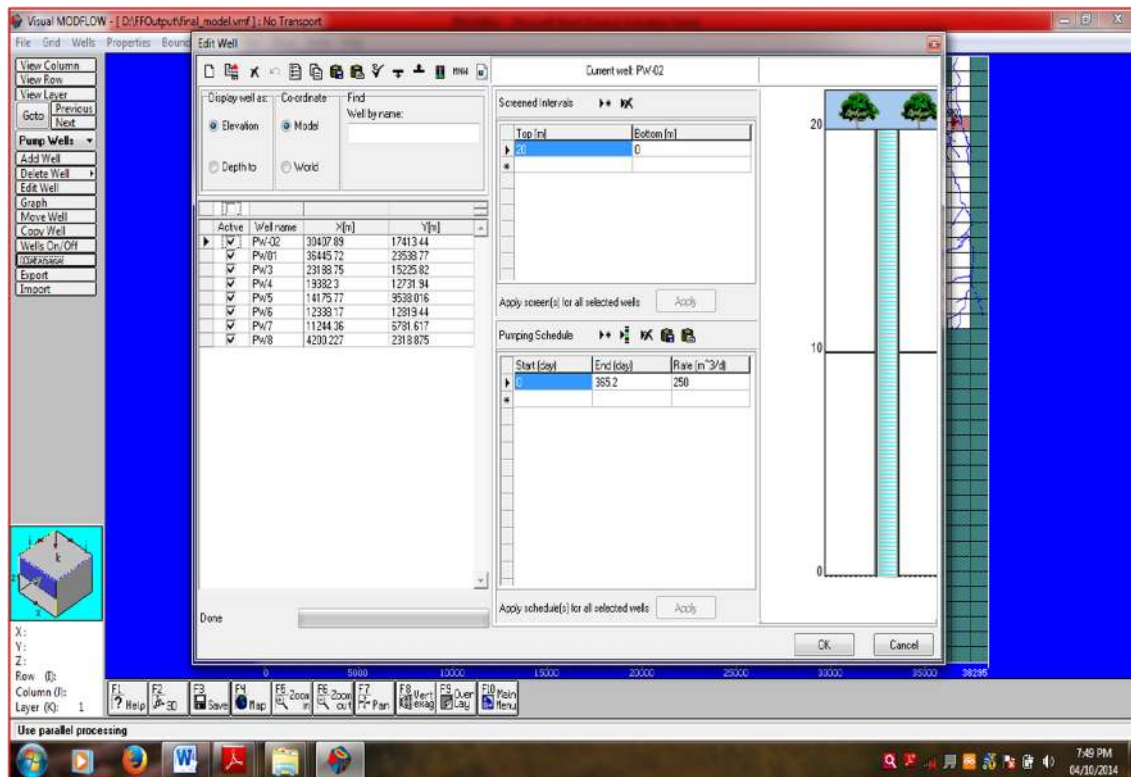 Visual MODFLOW - [ D:\FFOutput\final_model.vmf ] : No Transport
File Grid Wells Properties Bound
View Column
View Row
View Layer
Goto Previous
Next
Pump Wells
Add Well
Delete Well
Edit Well
Graph
Move Well
Copy Well
Wells On/Off
Database
Export
Import
Edit Well
MNW
Current well: PW-02
Display well as: Co-ordinate Find
Elevation Model Well by name:
Depth to World
Active Well name X[m] Y[m]
PW-02 30407.89 17413.44
PW01 36445.72 23538.77
PW3 23188.75 15225.82
PW4 19382.3 12731.94
PW5 14175.77 9538.016
PW6 12338.17 12819.44
PW7 11244.36 6781.617
PW8 4200.227 2318.875
Done
Screened Intervals
Top [m] Bottom [m]
20 0
*
Apply screen(s) for all selected wells Apply
Pumping Schedule
Start [day] End [day] Rate [m^3/d]
0 365.2 250
*
Apply schedule(s) for all selected wells Apply
20
10
0
OK Cancel
X:
Y:
Z:
Row (I):
Column (J):
Layer (K): 1
0 5000 10000 15000 20000 25000 30000 35000 38295
F1 ? Help
F2 3D
F3 Save
F4 Map
F5 Zoom in
F6 Zoom out
F7 Pan
F8 Vert exag
F9 Over Lay
F10 Main Menu
Use parallel processing
7:49 PM
04/10/2014